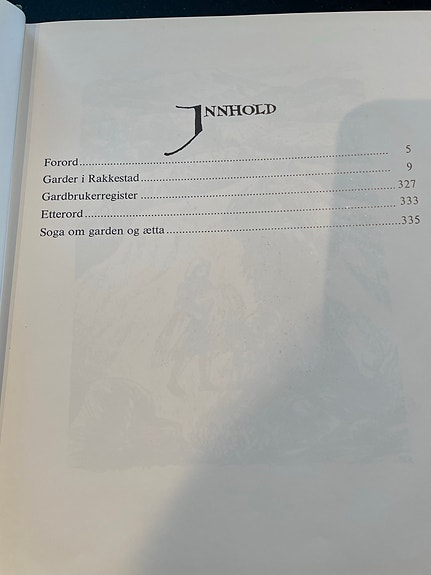 INNHOLD
Forord 5
Garder i Rakkestad 9
Gardbrukerregister 327
Etterord 333
Soga om garden og ætta 335